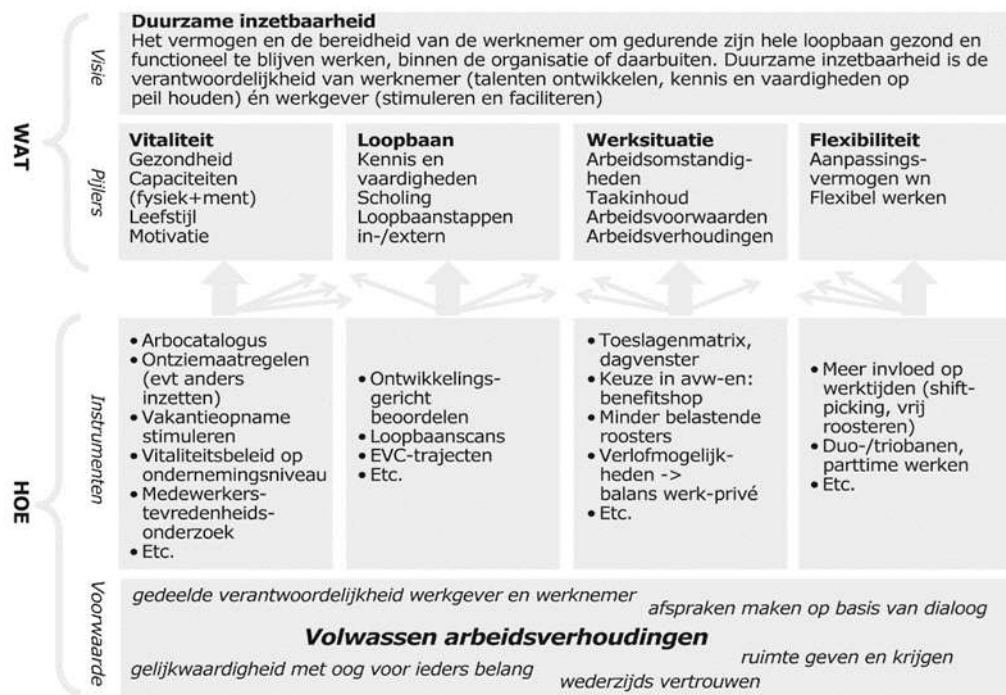 WAT
Visie
Duurzame inzetbaarheid
Het vermogen en de bereidheid van de werknemer om gedurende zijn hele loopbaan gezond en
functioneel te blijven werken, binnen de organisatie of daarbuiten. Duurzame inzetbaarheid is de
verantwoordelijkheid van werknemer (talenten ontwikkelen, kennis en vaardigheden op
peil houden) én werkgever (stimuleren en faciliteren)
Pijlers
Vitaliteit
Gezondheid
Capaciteiten
(fysiek+ment)
Leefstijl
Motivatie
Loopbaan
Kennis en
vaardigheden
Scholing
Loopbaanstappen
in-/extern
Werksituatie
Arbeidsomstandig-
heden
Taakinhoud
Arbeidsvoorwaarden
Arbeidsverhoudingen
Flexibiliteit
Aanpassings-
vermogen wn
Flexibel werken
HOE
Instrumenten
• Arbocatalogus
• Ontziemaatregelen
(evt anders
inzetten)
• Vakantieopname
stimuleren
• Vitaliteitsbeleid op
ondernemingsniveau
• Medewerkers-
tevredenheids-
onderzoek
• Etc.
• Ontwikkelings-
gericht
beoordelen
• Loopbaanscans
• EVC-trajecten
• Etc.
• Toeslagenmatrix,
dagvenster
• Keuze in avw-en:
benefitshop
• Minder belastende
roosters
• Verlofmogelijk-
heden ->
balans werk-privé
• Etc.
• Meer invloed op
werktijden (shift-
picking, vrij
roosteren)
• Duo-/triobanen,
parttime werken
• Etc.
Voorwaarde
gedeelde verantwoordelijkheid werkgever en werknemer
afspraken maken op basis van dialoog
Volwassen arbeidsverhoudingen
ruimte geven en krijgen
gelijkwaardigheid met oog voor ieders belang
wederzijds vertrouwen